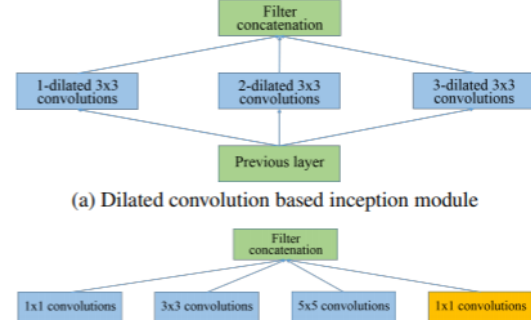 Filter
concatenation
1-dilated 3x3
convolutions
2-dilated 3x3
convolutions
3-dilated 3x3
convolutions
Previous layer
(a) Dilated convolution based inception module
Filter
concatenation
1x1 convolutions
3x3 convolutions
5x5 convolutions
1x1 convolutions